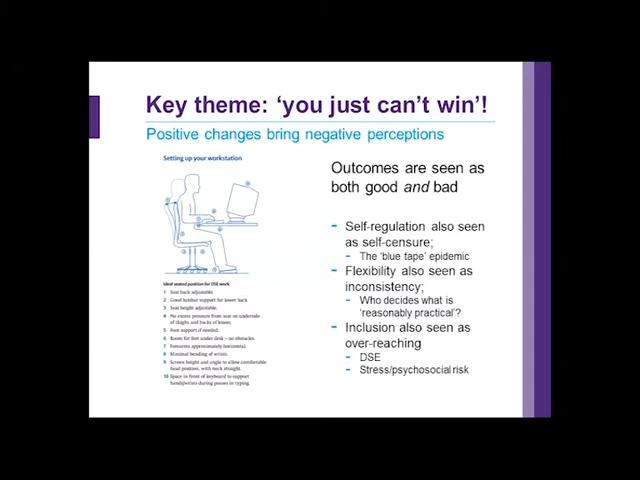 Key theme: ‘you just can’t win’!
Positive changes bring negative perceptions
Setting up your workstation
Ideal seated position for DSE work
1 Seat back adjustable.
2 Good lumbar support for lower back.
3 Seat height adjustable.
4 No excess pressure from seat on underside
of thighs and backs of knees.
5 Foot support if needed.
6 Room for feet under desk – no obstacles.
7 Forearms approximately horizontal.
8 Minimal bending of wrists.
9 Screen height and angle to allow comfortable
head position, with neck straight.
10 Space in front of keyboard to support
hands/wrists during pauses in typing.
Outcomes are seen as
both good and bad
- Self-regulation also seen
as self-censure;
- The ‘blue tape’ epidemic
- Flexibility also seen as
inconsistency;
- Who decides what is
‘reasonably practical’?
- Inclusion also seen as
over-reaching
- DSE
- Stress/psychosocial risk